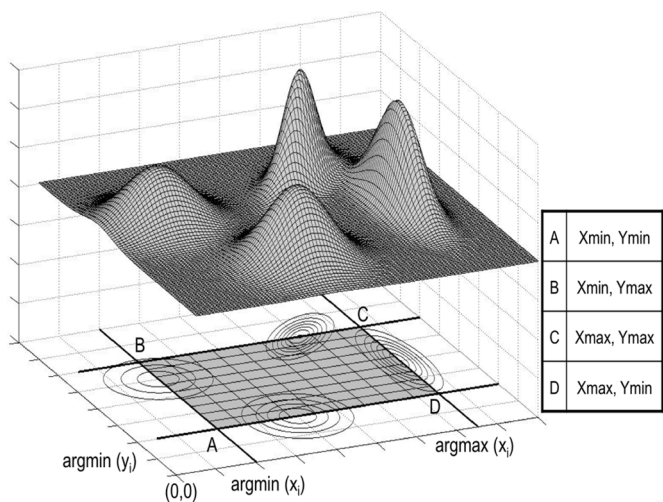 C
B
A Xmin, Ymin
B Xmin, Ymax
C Xmax, Ymax
D Xmax, Ymin
D
A
argmin (yᵢ)
argmax (xᵢ)
argmin (xᵢ)
(0,0)